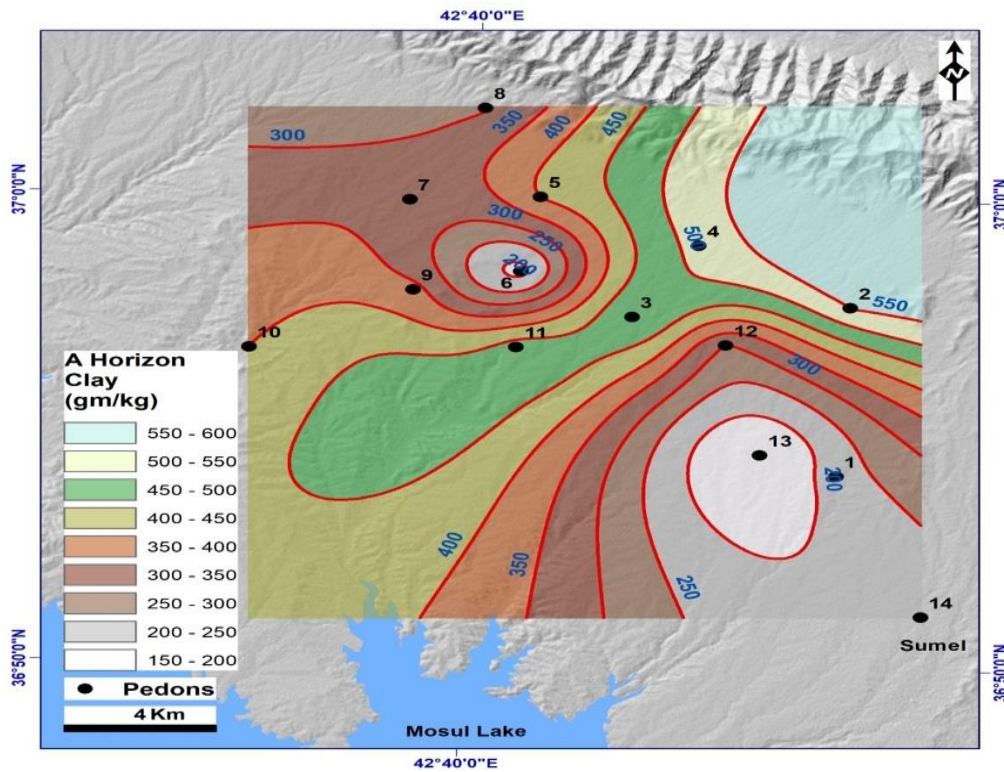 42°40'0"E
N
8
300
350
400
450
37°0'0"N
37°0'0"N
7
5
300
250
200
6
4
500
9
2
550
3
10
11
12
300
A Horizon
Clay
(gm/kg)
550 - 600
500 - 550
450 - 500
400 - 450
350 - 400
300 - 350
250 - 300
200 - 250
150 - 200
Pedons
4 Km
13
1
400
350
250
14
Sumel
36°50'0"N
36°50'0"N
Mosul Lake
42°40'0"E